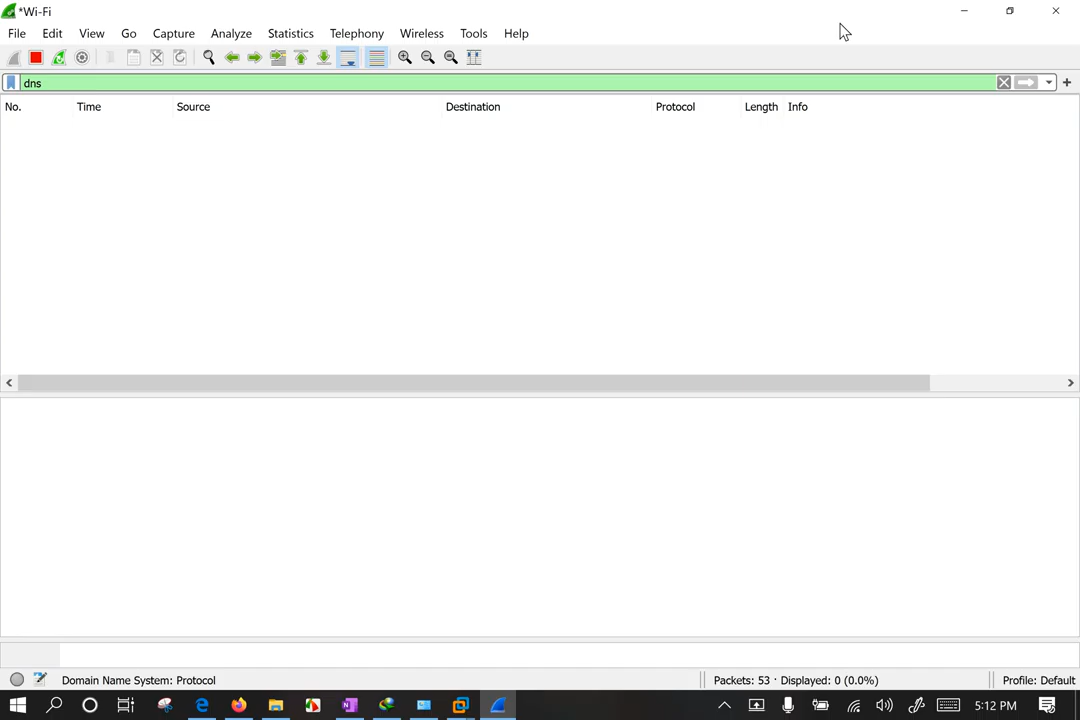 *Wi-Fi
File Edit View Go Capture Analyze Statistics Telephony Wireless Tools Help
dns
No. Time Source Destination Protocol Length Info
Domain Name System: Protocol Packets: 53 · Displayed: 0 (0.0%) Profile: Default
5:12 PM